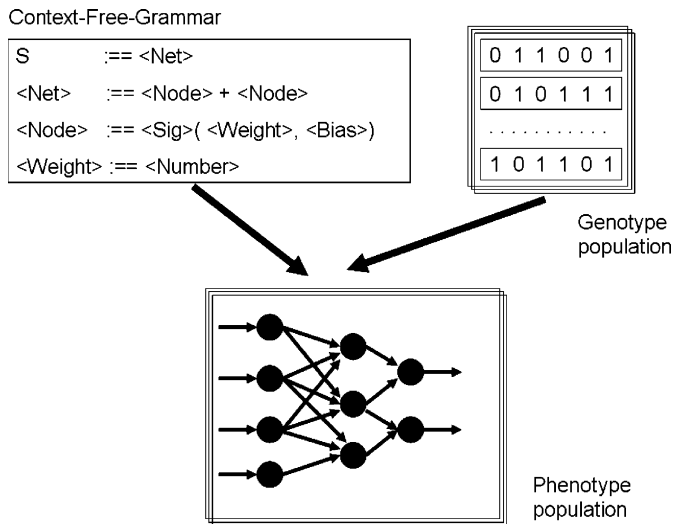 Context-Free-Grammar
S :== <Net>
<Net> :== <Node> + <Node>
<Node> :== <Sig>( <Weight>, <Bias>)
<Weight> :== <Number>
0 1 1 0 0 1
0 1 0 1 1 1
. . . . . . . . . . .
1 0 1 1 0 1
Genotype
population
Phenotype
population